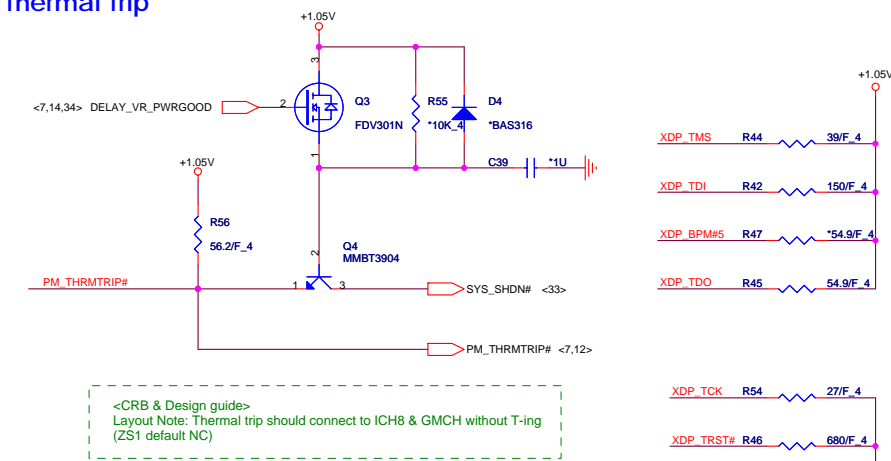 Thermal Trip
+1.05V
3
<7,14,34> DELAY_VR_PWRGOOD
2
Q3
FDV301N
R55
*10K_4
D4
*BAS316
1
C39
*1U
+1.05V
R56
56.2/F_4
2
Q4
MMBT3904
PM_THRMTRIP#
1
3
SYS_SHDN# <33>
PM_THRMTRIP# <7,12>
<CRB & Design guide>
Layout Note: Thermal trip should connect to ICH8 & GMCH without T-ing
(ZS1 default NC)
+1.05V
XDP_TMS R44 39/F_4
XDP_TDI R42 150/F_4
XDP_BPM#5 R47 *54.9/F_4
XDP_TDO R45 54.9/F_4
XDP_TCK R54 27/F_4
XDP_TRST# R46 680/F_4